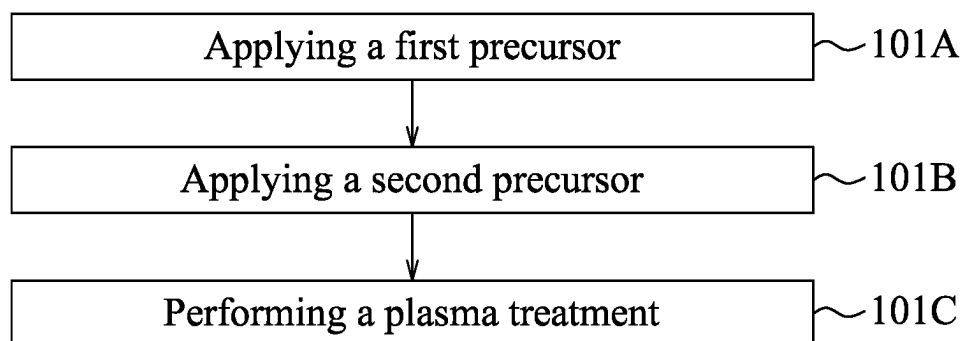 Applying a first precursor 101A
Applying a second precursor 101B
Performing a plasma treatment 101C